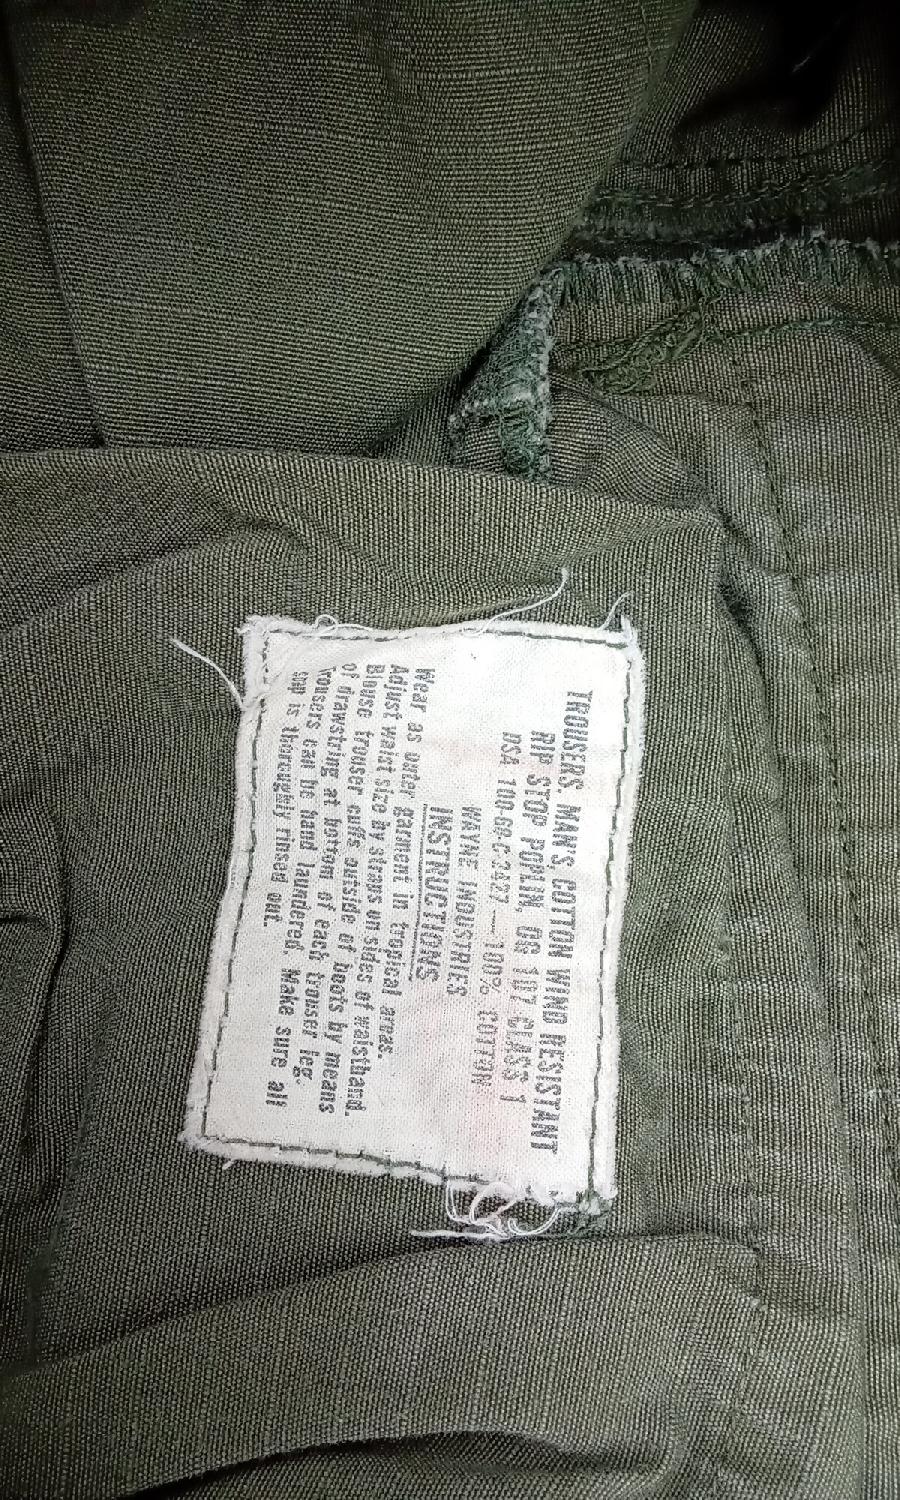 TROUSERS, MAN'S, COTTON WIND RESISTANT
RIP STOP POPLIN, OG 107 CLASS 1
DSA 100-69-C-2427—100% COTTON
WAYNE INDUSTRIES
INSTRUCTIONS
Wear as outer garment in tropical areas.
Adjust waist size by straps on sides of waistband.
Blouse trouser cuffs outside of boots by means
of drawstring at bottom of each trouser leg.
Trousers can be hand laundered. Make sure all
soap is thoroughly rinsed out.